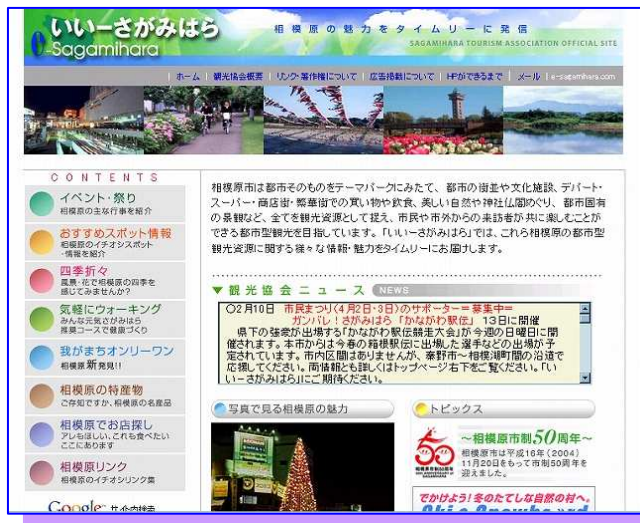 いいーさがみはら
e-Sagamihara
相模原の魅力をタイムリーに発信
SAGAMIHARA TOURISM ASSOCIATION OFFICIAL SITE
| ホーム | 観光協会概要 | リンク・著作権について | 広告掲載について | HPができるまで | メール | e-sagamihara.com
CONTENTS
イベント・祭り
相模原の主な行事を紹介
おすすめスポット情報
相模原のイチオシスポット
・情報を紹介
四季折々
風景・花で相模原の四季を
感じてみませんか？
気軽にウォーキング
みんな元気さがみはら
推奨コースで健康づくり
我がまちオンリーワン
相模原新発見!!
相模原の特産物
ご存知ですか、相模原の名産品
相模原でお店探し
アレもほしい、これも食べたい
ここにあります
相模原リンク
相模原のイチオシリンク集
Google サイト内検索
相模原市は都市そのものをテーマパークにみたて、都市の街並や文化施設、デパート・
スーパー・商店街・繁華街での買い物や飲食、美しい自然や神社仏閣めぐり、都市固有
の景観など、全てを観光資源として捉え、市民や市外からの来訪者が共に楽しむことが
できる都市型観光を目指しています。「いいーさがみはら」では、これら相模原の都市型
観光資源に関する様々な情報・魅力をタイムリーにお届けします。
▼観光協会ニュース NEWS
○2月10日 市民まつり(4月2日・3日)のサポーター＝募集中＝
ガンバレ！さがみはら 「かながわ駅伝」 13日に開催
県下の強豪が出場する「かながわ駅伝競走大会」が今週の日曜日に開
催されます。本市からは今春の箱根駅伝に出場した選手などの出場が予
定されています。市内区間はありませんが、秦野市～相模湖町間の沿道で
応援してください。両情報とも詳しくはトップページ右下をご覧ください。「い
いーさがみはら」にご期待ください。
写真で見る相模原の魅力
トピックス
～相模原市制50周年～
相模原市は平成16年(2004)
11月20日をもって市制50周年を
迎えました。
でかけよう!冬のたてしな自然の村へ。